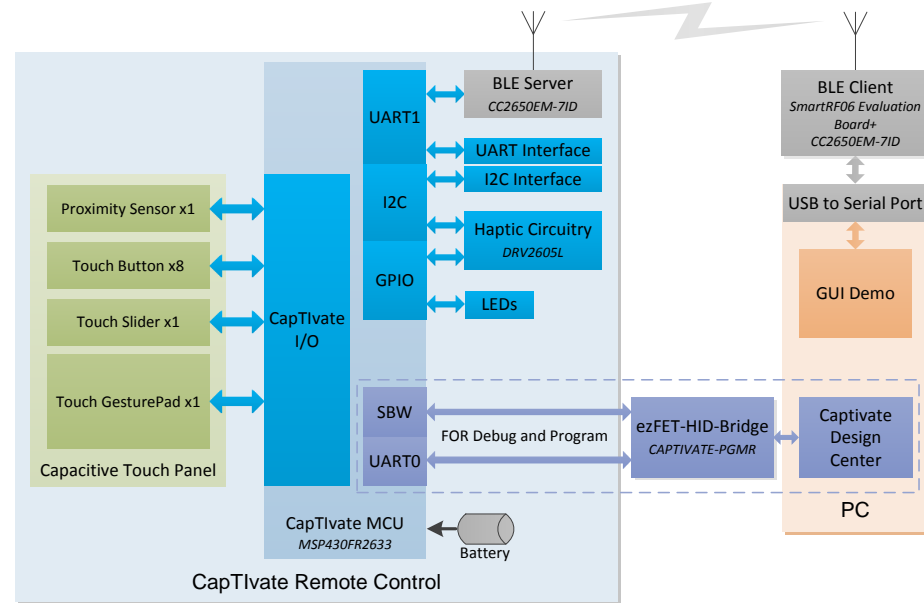 BLE Server
CC2650EM-7ID
UART1
UART Interface
I2C Interface
I2C
Haptic Circuitry
DRV2605L
GPIO
LEDs
Proximity Sensor x1
Touch Button x8
Touch Slider x1
Touch GesturePad x1
Capacitive Touch Panel
CapTIvate
I/O
SBW
UART0
FOR Debug and Program
CapTIvate MCU
MSP430FR2633
Battery
CapTIvate Remote Control
ezFET-HID-Bridge
CAPTIVATE-PGMR
BLE Client
SmartRF06 Evaluation
Board+
CC2650EM-7ID
USB to Serial Port
GUI Demo
Captivate
Design
Center
PC